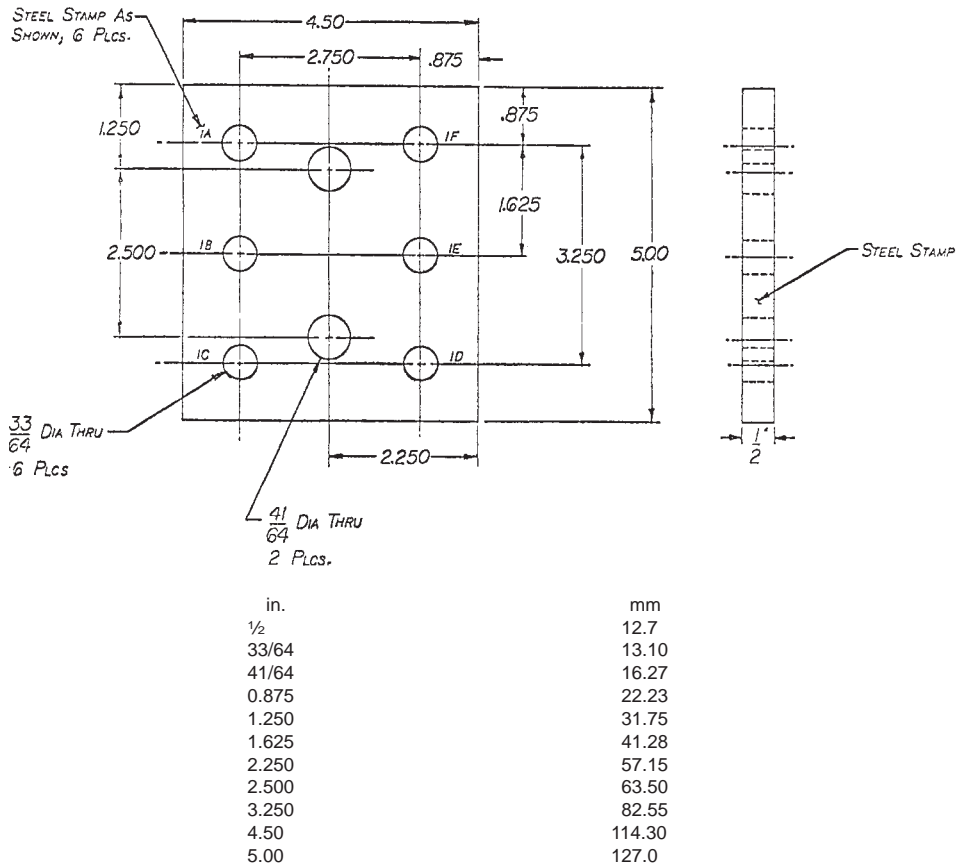 STEEL STAMP AS
SHOWN, 6 PLCS.
4.50
2.750
.875
1.250
.875
1A
1F
1.625
2.500
1B
1E
3.250
5.00
STEEL STAMP
1C
1D
33/64 DIA THRU
6 PLCS
2.250
1/2"
41/64 DIA THRU
2 PLCS.
in. mm
½ 12.7
33/64 13.10
41/64 16.27
0.875 22.23
1.250 31.75
1.625 41.28
2.250 57.15
2.500 63.50
3.250 82.55
4.50 114.30
5.00 127.0